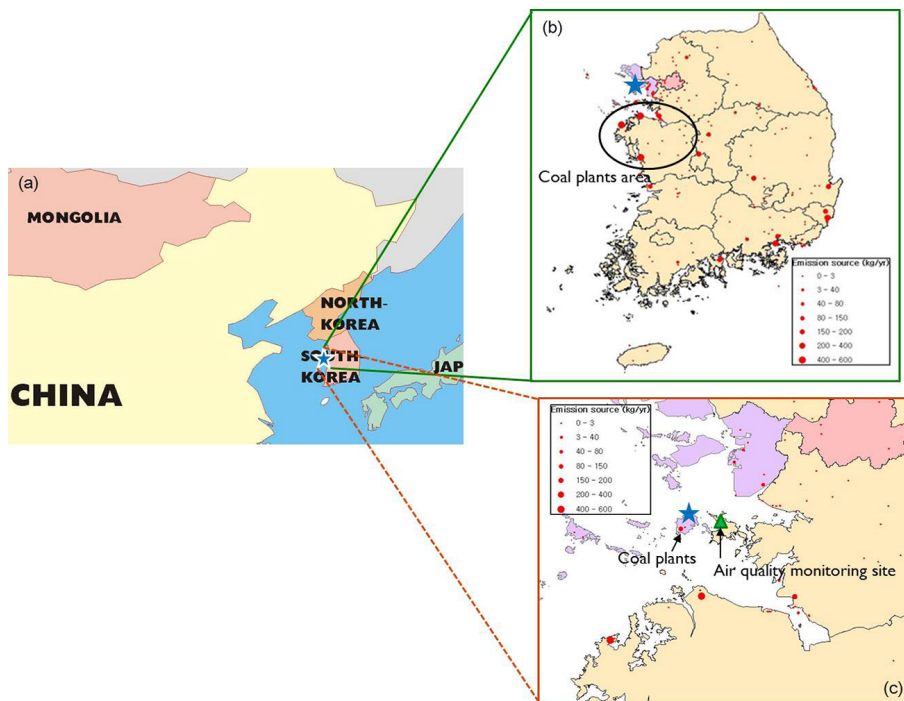 (a)
MONGOLIA
NORTH-
KOREA
SOUTH
KOREA
JAP
CHINA
(b)
Coal plants area
Emission source (kg/yr)
0 - 3
3 - 40
40 - 80
80 - 150
150 - 200
200 - 400
400 - 600
Emission source (kg/yr)
0 - 3
3 - 40
40 - 80
80 - 150
150 - 200
200 - 400
400 - 600
Coal plants
Air quality monitoring site
(c)